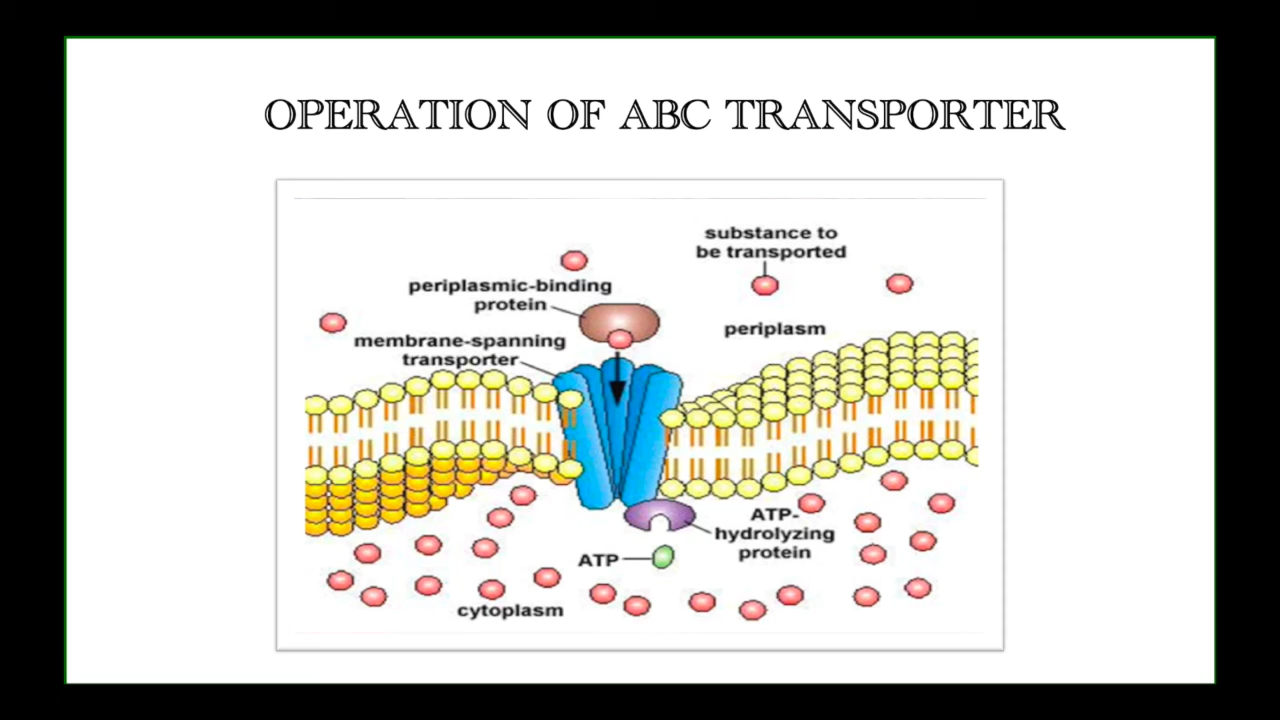 OPERATION OF ABC TRANSPORTER
substance to
be transported
periplasmic-binding
protein
periplasm
membrane-spanning
transporter
ATP-
hydrolyzing
protein
ATP
cytoplasm